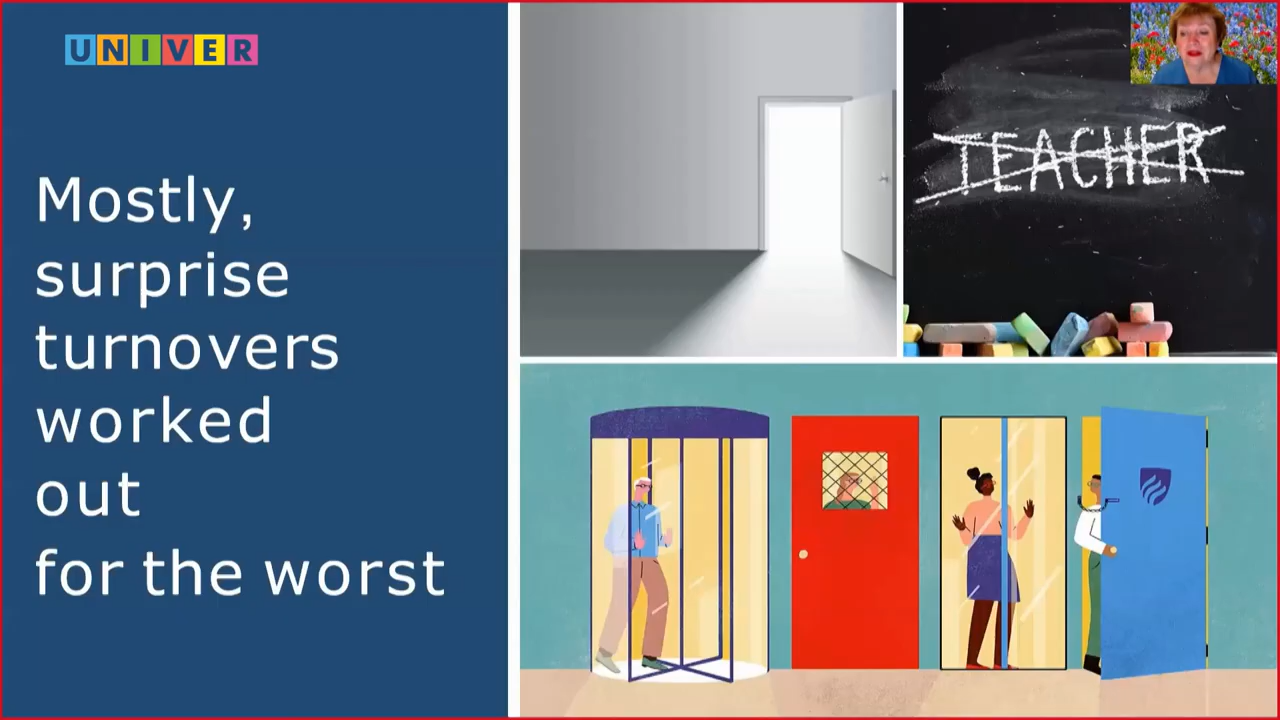 UNIVER
Mostly,
surprise
turnovers
worked
out
for the worst
TEACHER